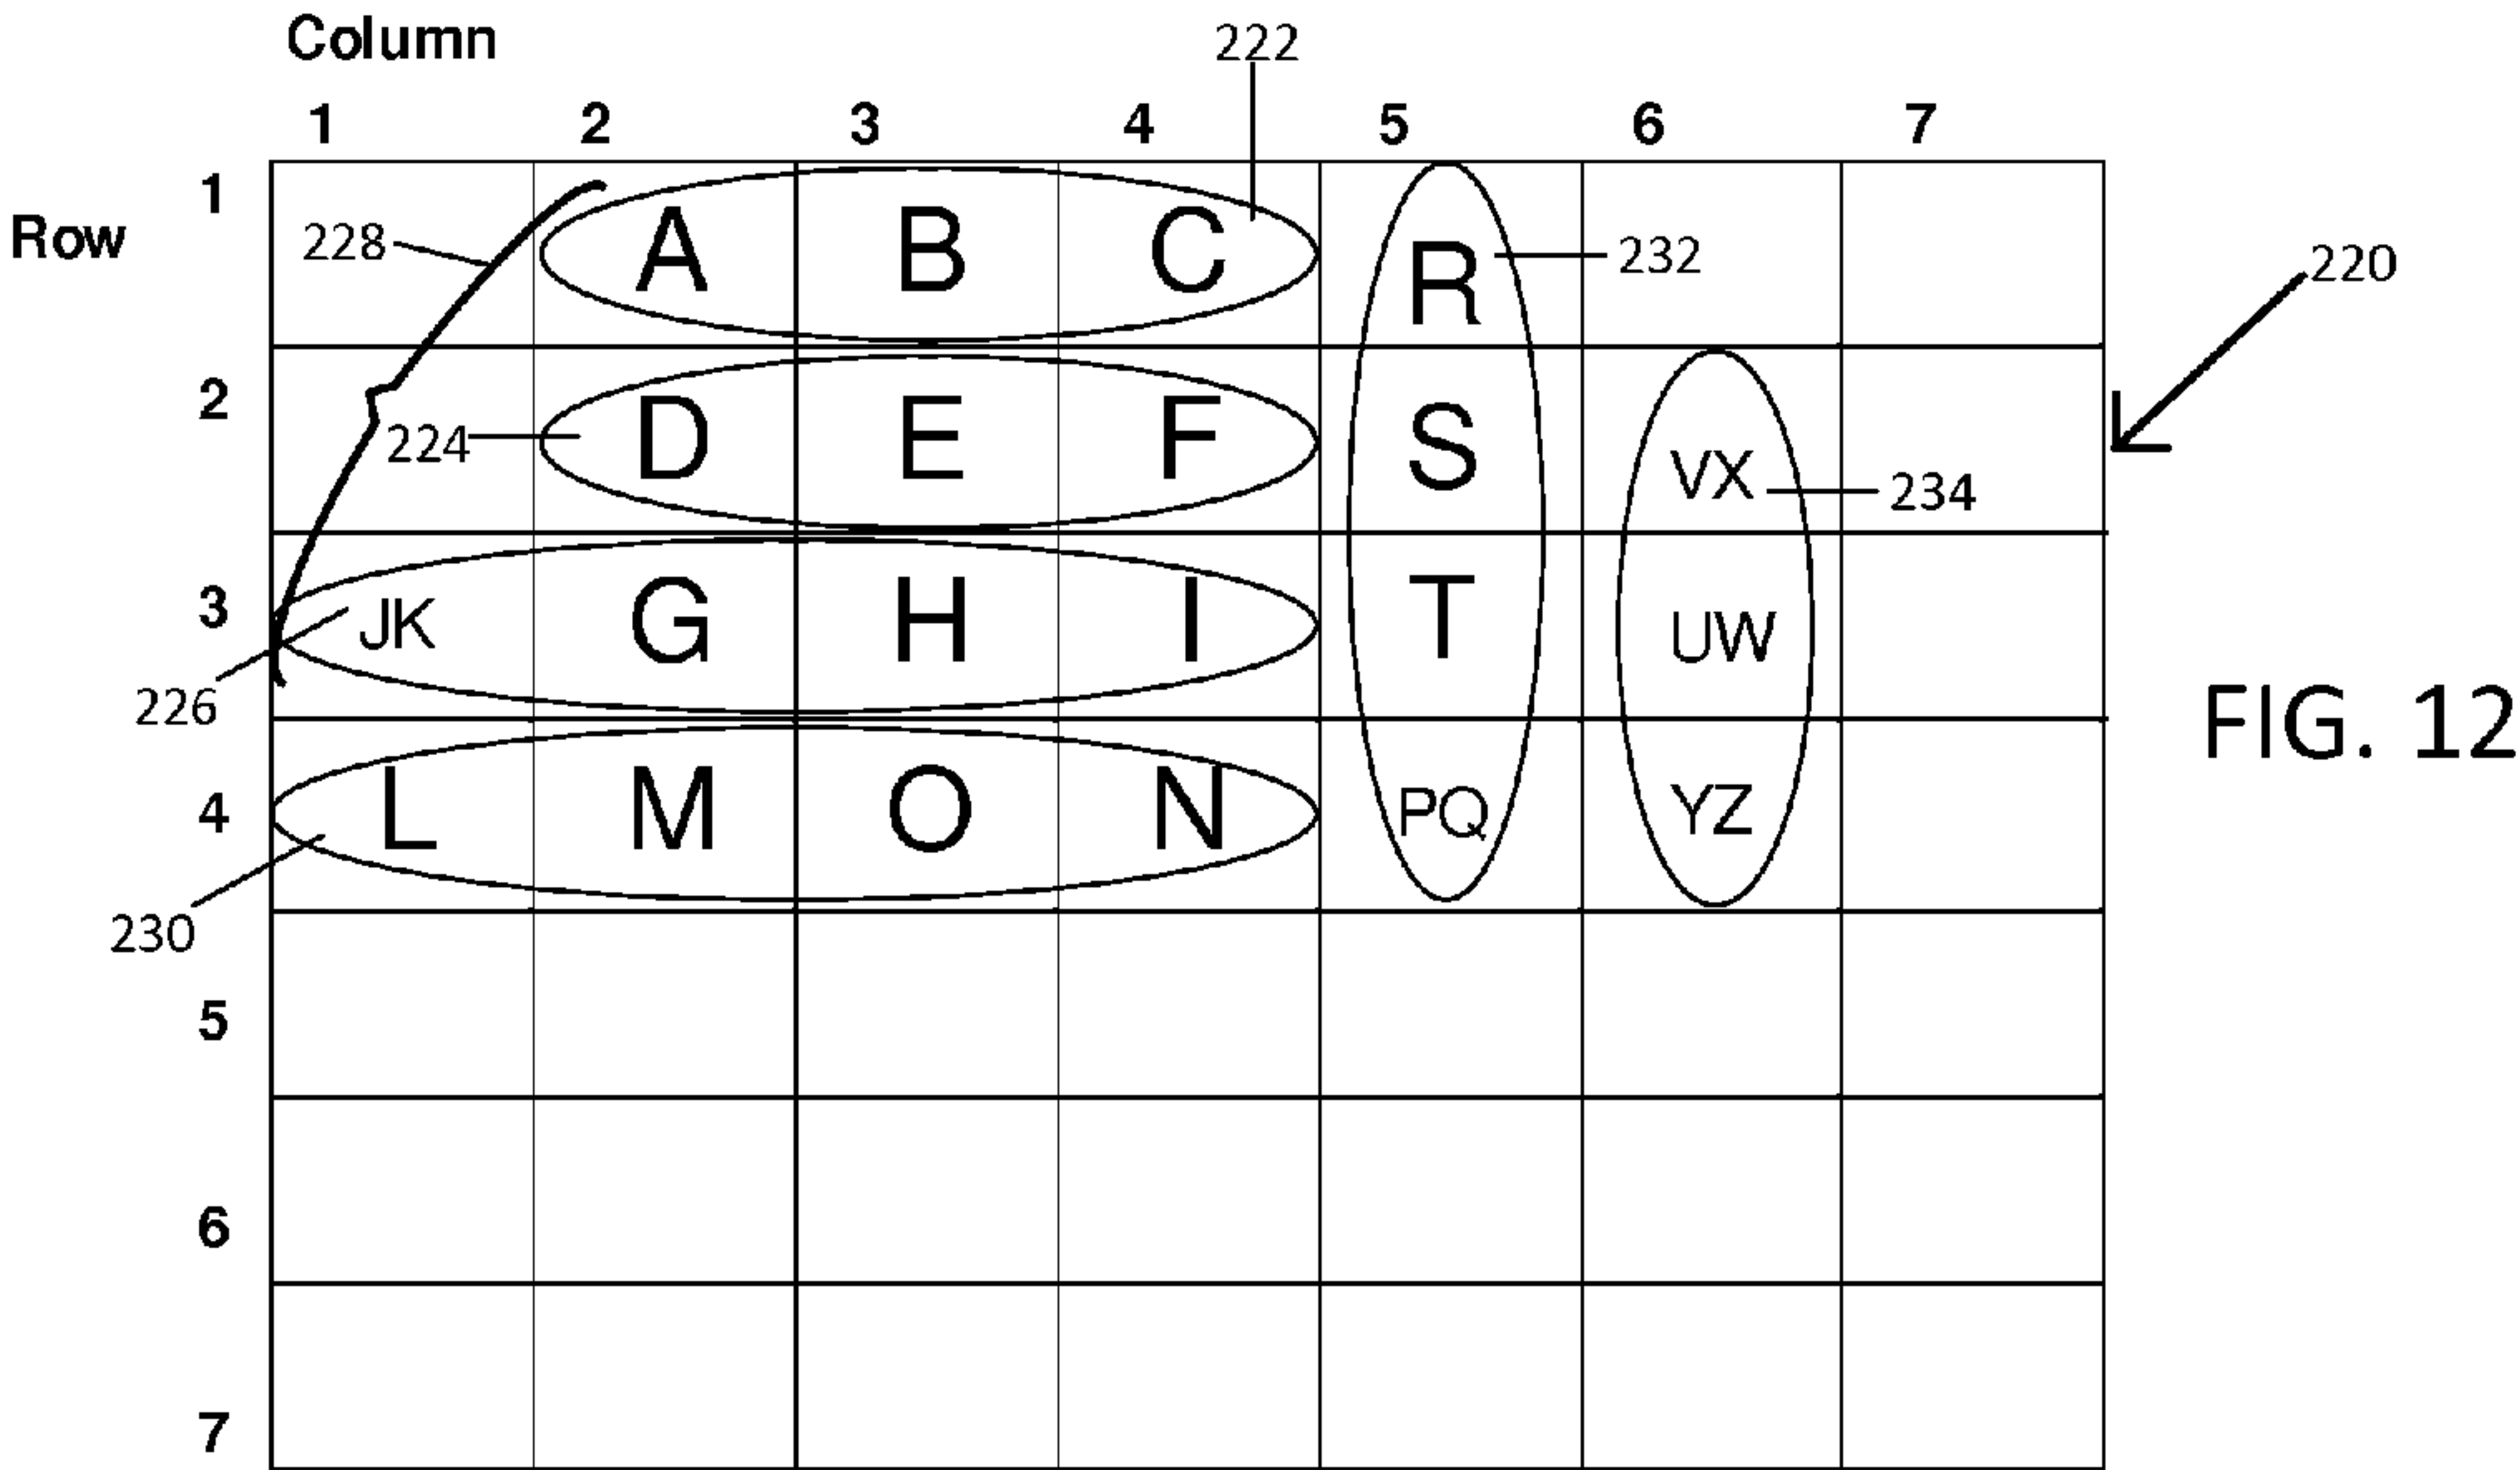 Column 222
1 2 3 4 5 6 7
1
Row 228 A B C R 232 220
2 224 D E F S VX 234
3 JK G H I T UW
226 FIG. 12
4 L M O N PQ YZ
230
5
6
7